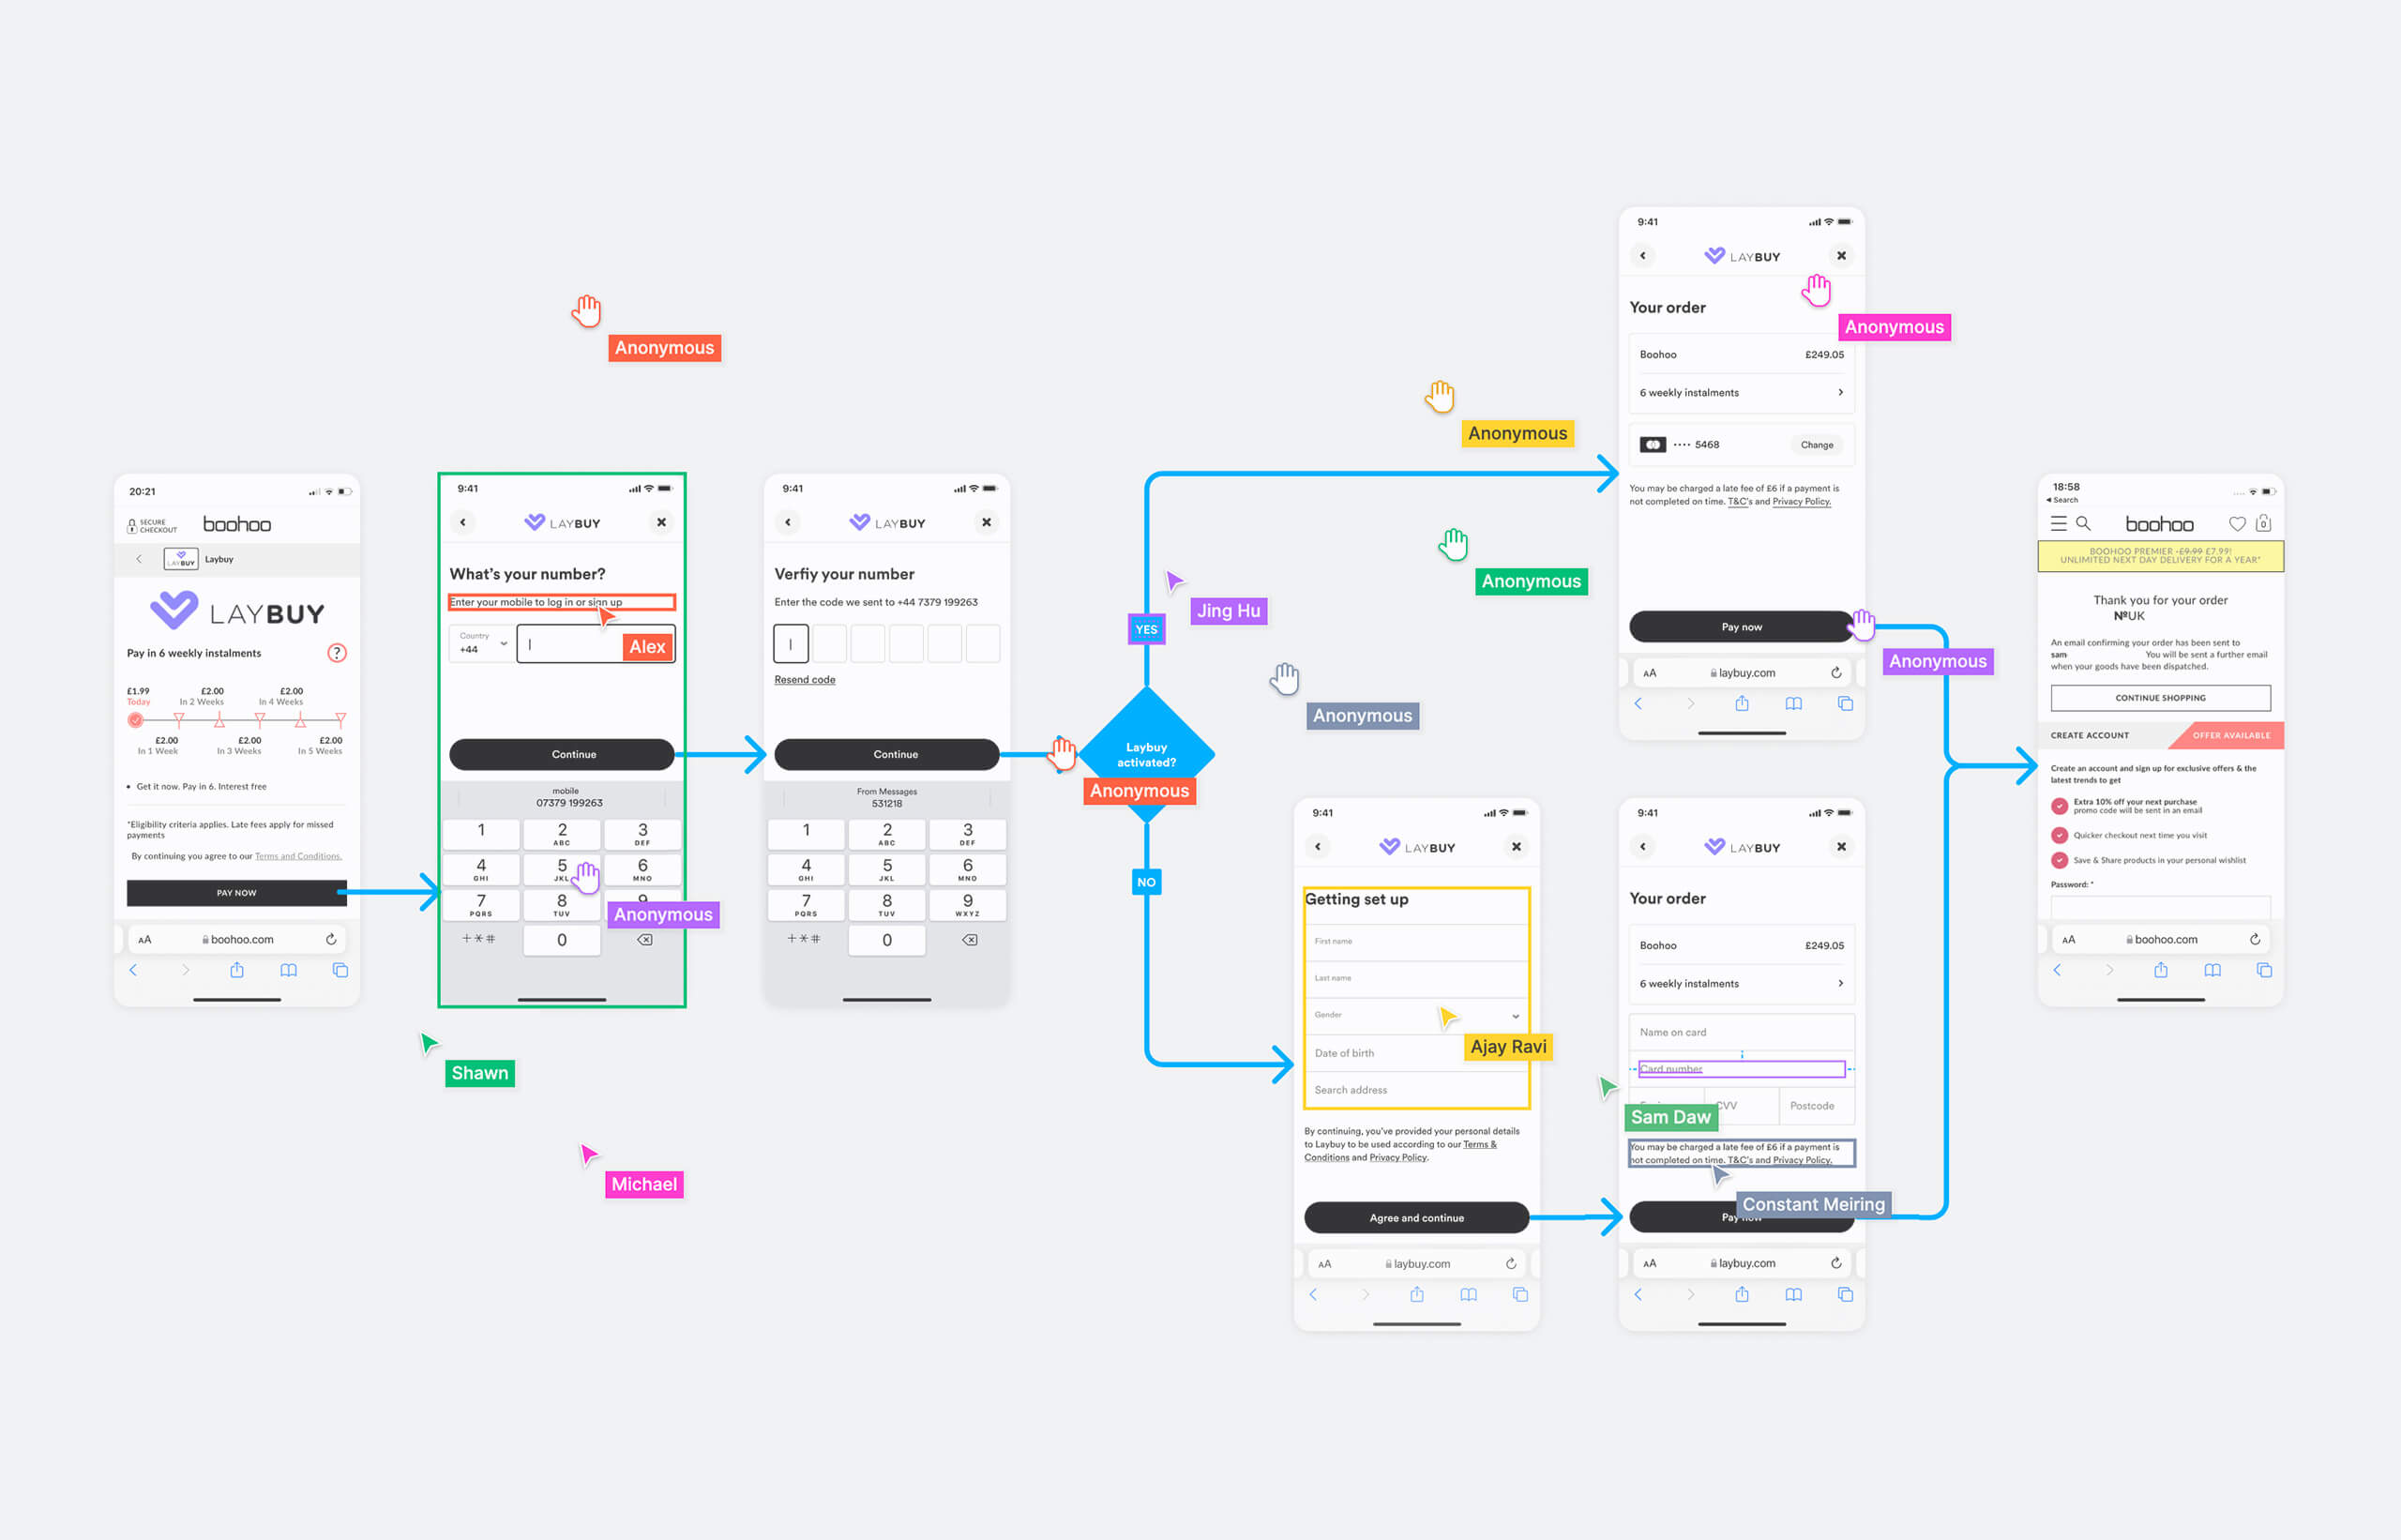 Anonymous
20:21
SECURE
CHECKOUT
boohoo
LAYBUY
Laybuy
LAYBUY
Pay in 6 weekly instalments
?
£1.99
£2.00
£2.00
Today
In 2 Weeks
In 4 Weeks
£2.00
£2.00
£2.00
In 1 Week
In 3 Weeks
In 5 Weeks
• Get it now. Pay in 6. Interest free
*Eligibility criteria applies. Late fees apply for missed
payments
By continuing you agree to our Terms and Conditions.
PAY NOW
AA
boohoo.com
9:41
LAYBUY
What's your number?
Enter your mobile to log in or sign up
Country
+44
Alex
Continue
mobile
07379 199263
1
2
ABC
3
DEF
4
GHI
5
JKL
6
MNO
7
PQRS
8
TUV
9
Anonymous
+*#
0
Shawn
Michael
9:41
LAYBUY
Verfiy your number
Enter the code we sent to +44 7379 199263
Resend code
Continue
From Messages
531218
1
2
ABC
3
DEF
4
GHI
5
JKL
6
MNO
7
PQRS
8
TUV
9
WXYZ
+*#
0
Laybuy
activated?
Anonymous
YES
Jing Hu
NO
Anonymous
Anonymous
Anonymous
9:41
LAYBUY
Anonymous
Your order
Boohoo
£249.05
6 weekly instalments
···· 5468
Change
You may be charged a late fee of £6 if a payment is
not completed on time. T&C's and Privacy Policy.
Pay now
Anonymous
AA
laybuy.com
9:41
LAYBUY
Getting set up
First name
Last name
Gender
Ajay Ravi
Date of birth
Search address
By continuing, you've provided your personal details
to Laybuy to be used according to our Terms &
Conditions and Privacy Policy.
Agree and continue
AA
laybuy.com
9:41
LAYBUY
Your order
Boohoo
£249.05
6 weekly instalments
Name on card
Card number
CVV
Postcode
Sam Daw
You may be charged a late fee of £6 if a payment is
not completed on time. T&C's and Privacy Policy.
Constant Meiring
Pay now
AA
laybuy.com
18:58
◀ Search
boohoo
0
BOOHOO PREMIER -£9.99 £7.99!
UNLIMITED NEXT DAY DELIVERY FOR A YEAR*
Thank you for your order
№UK
An email confirming your order has been sent to
sam
You will be sent a further email
when your goods have been dispatched.
CONTINUE SHOPPING
CREATE ACCOUNT
OFFER AVAILABLE
Create an account and sign up for exclusive offers & the
latest trends to get
Extra 10% off your next purchase
promo code will be sent in an email
Quicker checkout next time you visit
Save & Share products in your personal wishlist
Password: *
AA
boohoo.com